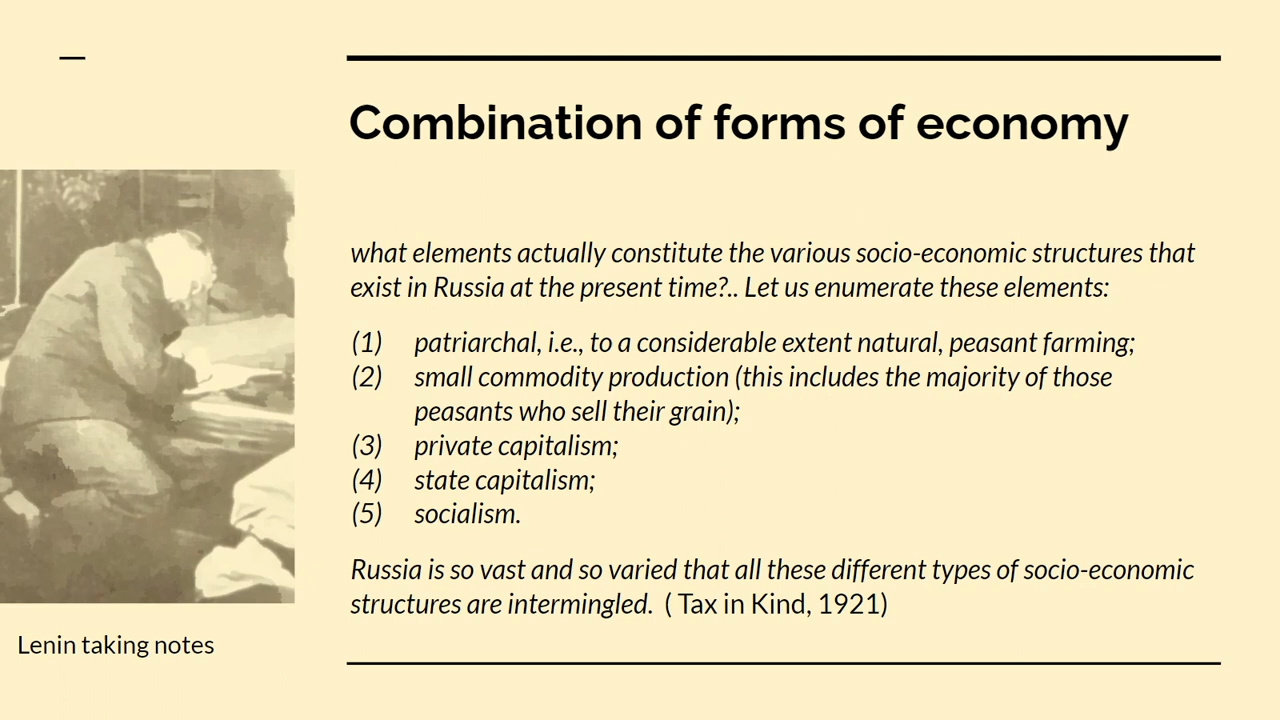 Combination of forms of economy
what elements actually constitute the various socio-economic structures that
exist in Russia at the present time?.. Let us enumerate these elements:
(1) patriarchal, i.e., to a considerable extent natural, peasant farming;
(2) small commodity production (this includes the majority of those
peasants who sell their grain);
(3) private capitalism;
(4) state capitalism;
(5) socialism.
Russia is so vast and so varied that all these different types of socio-economic
structures are intermingled. ( Tax in Kind, 1921)
Lenin taking notes